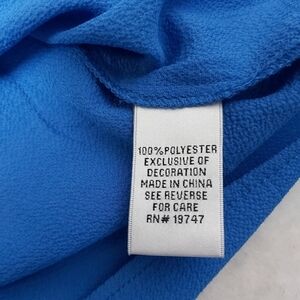 100% POLYESTER
EXCLUSIVE OF
DECORATION
MADE IN CHINA
SEE REVERSE
FOR CARE
RN# 19747